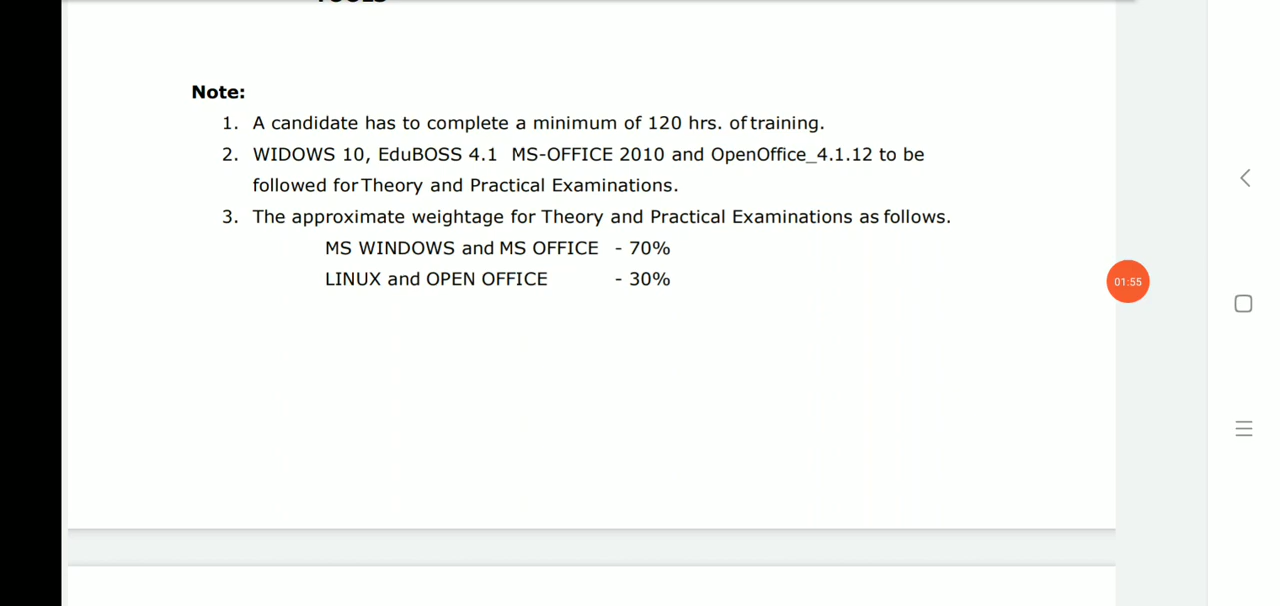 TOOLS
Note:
1. A candidate has to complete a minimum of 120 hrs. of training.
2. WIDOWS 10, EduBOSS 4.1 MS-OFFICE 2010 and OpenOffice_4.1.12 to be
followed for Theory and Practical Examinations.
3. The approximate weightage for Theory and Practical Examinations as follows.
MS WINDOWS and MS OFFICE - 70%
LINUX and OPEN OFFICE - 30%
01:55